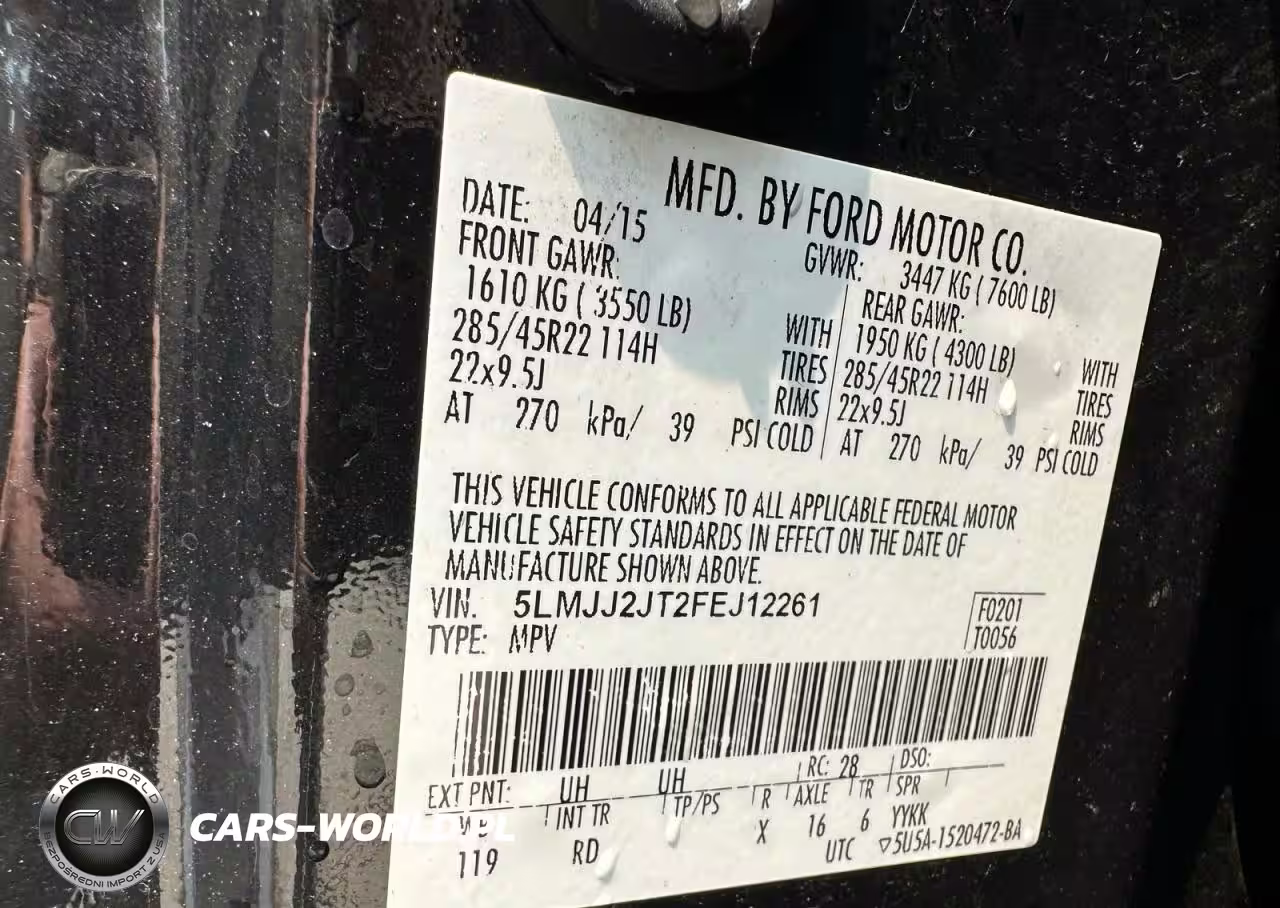 MFD. BY FORD MOTOR CO.
DATE: 04/15
GVWR: 3447 KG ( 7600 LB)
FRONT GAWR:
1610 KG ( 3550 LB) WITH
285/45R22 114H TIRES
22x9.5J RIMS
AT 270 kPa/ 39 PSI COLD
REAR GAWR:
1950 KG ( 4300 LB) WITH
285/45R22 114H TIRES
22x9.5J RIMS
AT 270 kPa/ 39 PSI COLD
THIS VEHICLE CONFORMS TO ALL APPLICABLE FEDERAL MOTOR
VEHICLE SAFETY STANDARDS IN EFFECT ON THE DATE OF
MANUFACTURE SHOWN ABOVE.
VIN. 5LMJJ2JT2FEJ12261
TYPE: MPV
F0201
T0056
EXT PNT: UH UH RC: 28 DSO:
WB INT TR TP/PS R AXLE TR SPR
119 RD X 16 6 YYKK
UTC ▽5U5A-1520472-BA
CARS-WORLD
CW
BEZPOŚREDNI IMPORT Z USA
CARS-WORLD.PL